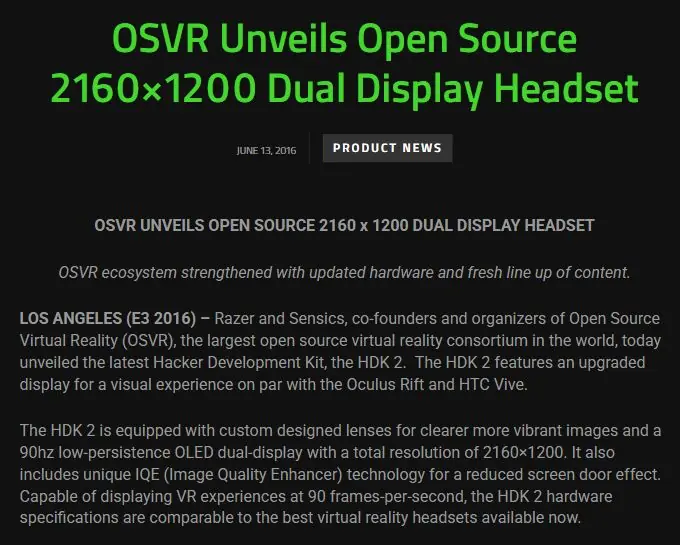 OSVR Unveils Open Source
2160×1200 Dual Display Headset
JUNE 13, 2016
PRODUCT NEWS
OSVR UNVEILS OPEN SOURCE 2160 x 1200 DUAL DISPLAY HEADSET
OSVR ecosystem strengthened with updated hardware and fresh line up of content.
LOS ANGELES (E3 2016) – Razer and Sensics, co-founders and organizers of Open Source
Virtual Reality (OSVR), the largest open source virtual reality consortium in the world, today
unveiled the latest Hacker Development Kit, the HDK 2.  The HDK 2 features an upgraded
display for a visual experience on par with the Oculus Rift and HTC Vive.
The HDK 2 is equipped with custom designed lenses for clearer more vibrant images and a
90hz low-persistence OLED dual-display with a total resolution of 2160×1200. It also
includes unique IQE (Image Quality Enhancer) technology for a reduced screen door effect.
Capable of displaying VR experiences at 90 frames-per-second, the HDK 2 hardware
specifications are comparable to the best virtual reality headsets available now.